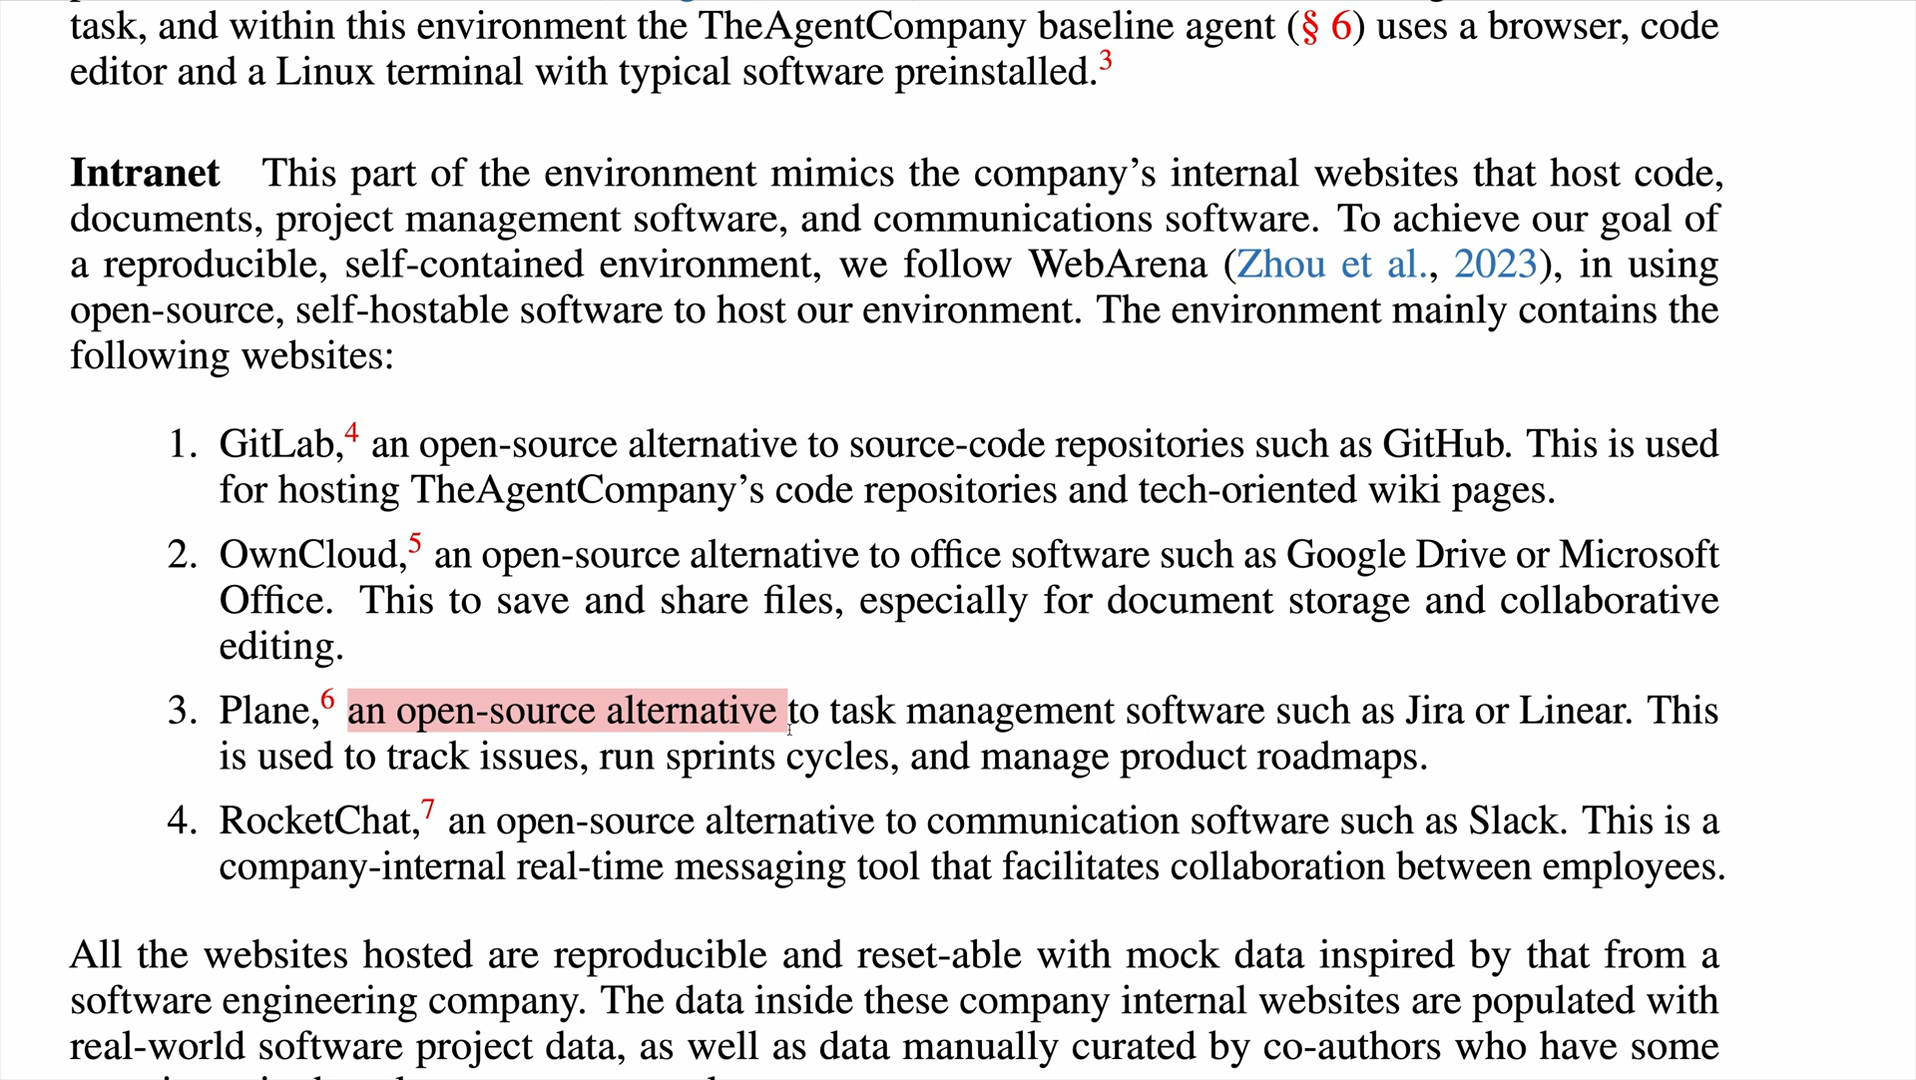 task, and within this environment the TheAgentCompany baseline agent (§ 6) uses a browser, code
editor and a Linux terminal with typical software preinstalled.3
Intranet This part of the environment mimics the company’s internal websites that host code,
documents, project management software, and communications software. To achieve our goal of
a reproducible, self-contained environment, we follow WebArena (Zhou et al., 2023), in using
open-source, self-hostable software to host our environment. The environment mainly contains the
following websites:
1. GitLab,4 an open-source alternative to source-code repositories such as GitHub. This is used
for hosting TheAgentCompany’s code repositories and tech-oriented wiki pages.
2. OwnCloud,5 an open-source alternative to office software such as Google Drive or Microsoft
Office. This to save and share files, especially for document storage and collaborative
editing.
3. Plane,6 an open-source alternative to task management software such as Jira or Linear. This
is used to track issues, run sprints cycles, and manage product roadmaps.
4. RocketChat,7 an open-source alternative to communication software such as Slack. This is a
company-internal real-time messaging tool that facilitates collaboration between employees.
All the websites hosted are reproducible and reset-able with mock data inspired by that from a
software engineering company. The data inside these company internal websites are populated with
real-world software project data, as well as data manually curated by co-authors who have some